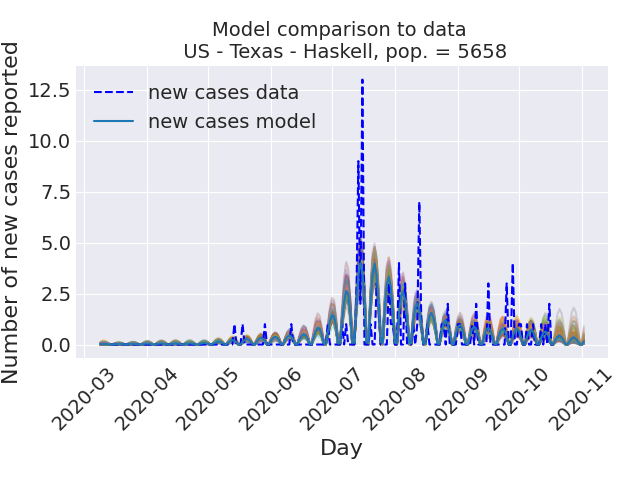 Model comparison to data
US - Texas - Haskell, pop. = 5658
new cases data
new cases model
Number of new cases reported
12.5
10.0
7.5
5.0
2.5
0.0
2020-03
2020-04
2020-05
2020-06
2020-07
2020-08
2020-09
2020-10
2020-11
Day